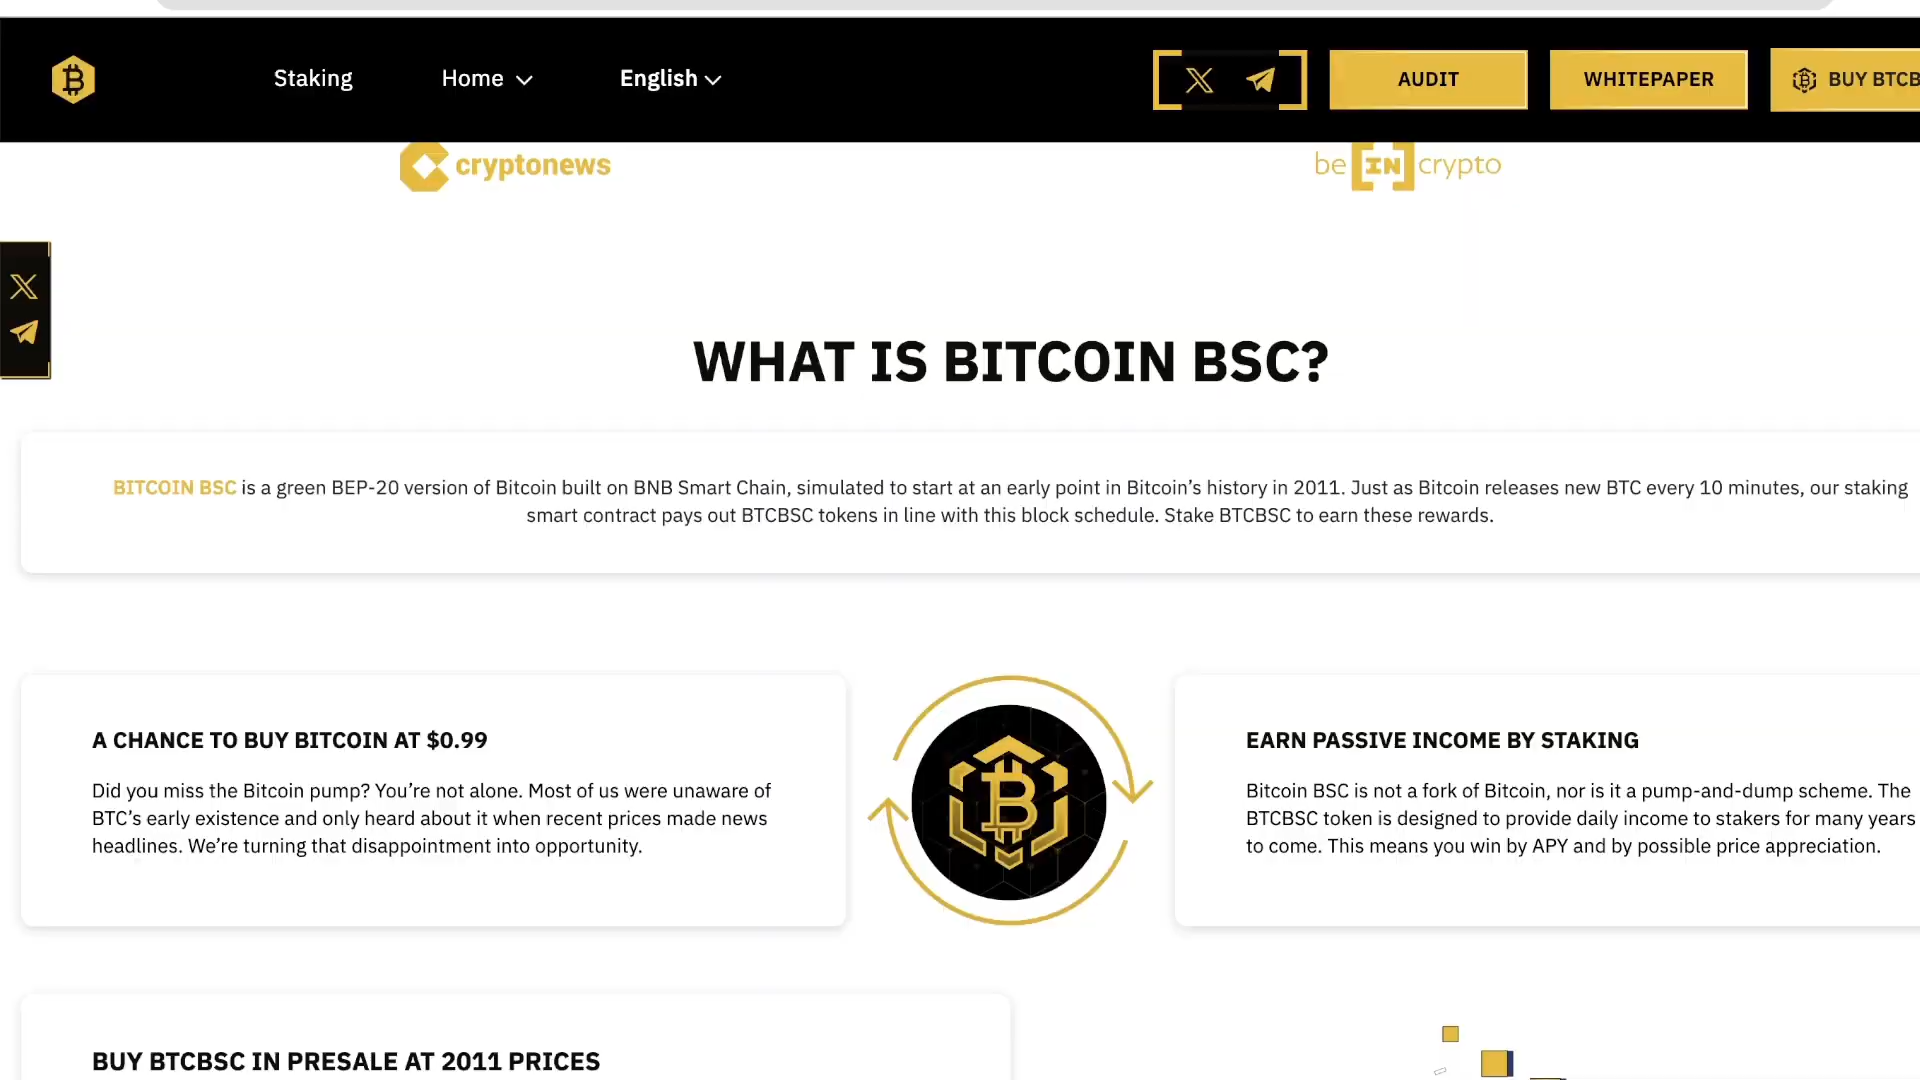 Staking
Home
English
AUDIT
WHITEPAPER
BUY BTCB
cryptonews
be[IN]crypto
WHAT IS BITCOIN BSC?
BITCOIN BSC is a green BEP-20 version of Bitcoin built on BNB Smart Chain, simulated to start at an early point in Bitcoin’s history in 2011. Just as Bitcoin releases new BTC every 10 minutes, our staking
smart contract pays out BTCBSC tokens in line with this block schedule. Stake BTCBSC to earn these rewards.
A CHANCE TO BUY BITCOIN AT $0.99
Did you miss the Bitcoin pump? You’re not alone. Most of us were unaware of
BTC’s early existence and only heard about it when recent prices made news
headlines. We’re turning that disappointment into opportunity.
EARN PASSIVE INCOME BY STAKING
Bitcoin BSC is not a fork of Bitcoin, nor is it a pump-and-dump scheme. The
BTCBSC token is designed to provide daily income to stakers for many years
to come. This means you win by APY and by possible price appreciation.
BUY BTCBSC IN PRESALE AT 2011 PRICES